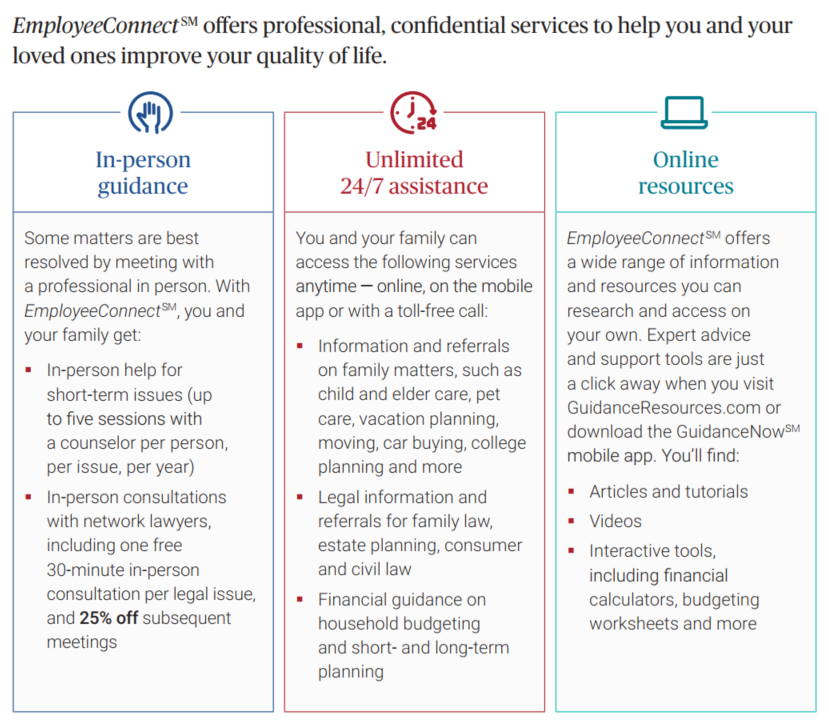 EmployeeConnect℠ offers professional, confidential services to help you and your
loved ones improve your quality of life.
In-person
guidance
Some matters are best
resolved by meeting with
a professional in person. With
EmployeeConnect℠, you and
your family get:
▪ In-person help for
short-term issues (up
to five sessions with
a counselor per person,
per issue, per year)
▪ In-person consultations
with network lawyers,
including one free
30-minute in-person
consultation per legal issue,
and 25% off subsequent
meetings
24
Unlimited
24/7 assistance
You and your family can
access the following services
anytime — online, on the mobile
app or with a toll-free call:
▪ Information and referrals
on family matters, such as
child and elder care, pet
care, vacation planning,
moving, car buying, college
planning and more
▪ Legal information and
referrals for family law,
estate planning, consumer
and civil law
▪ Financial guidance on
household budgeting
and short- and long-term
planning
Online
resources
EmployeeConnect℠ offers
a wide range of information
and resources you can
research and access on
your own. Expert advice
and support tools are just
a click away when you visit
GuidanceResources.com or
download the GuidanceNow℠
mobile app. You'll find:
▪ Articles and tutorials
▪ Videos
▪ Interactive tools,
including financial
calculators, budgeting
worksheets and more